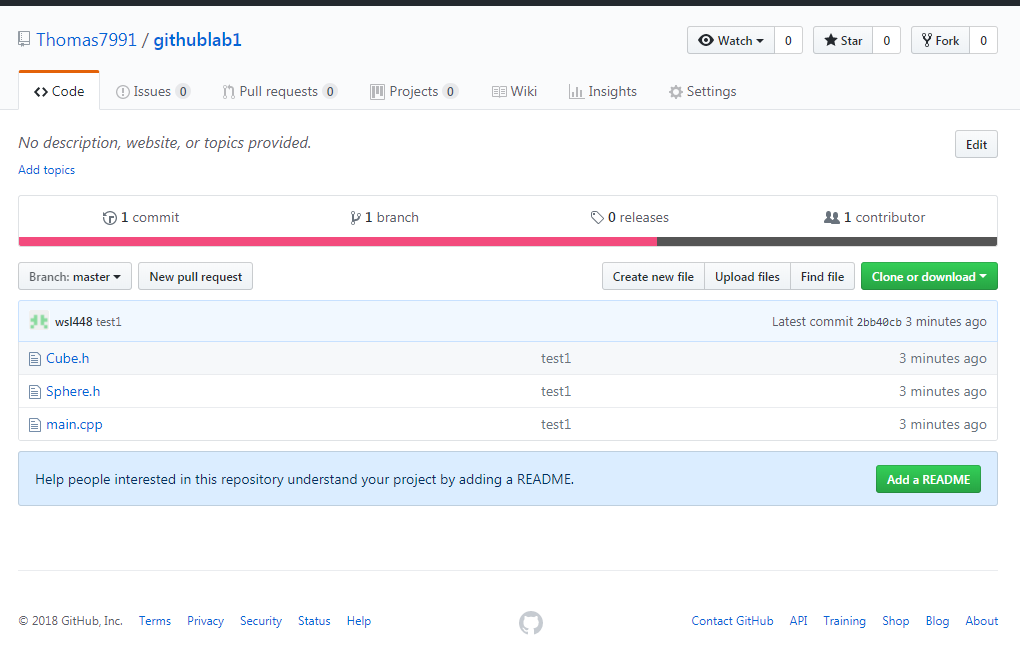 Thomas7991 / githublab1
Watch 0 Star 0 Fork 0
Code Issues 0 Pull requests 0 Projects 0 Wiki Insights Settings
No description, website, or topics provided. Edit
Add topics
1 commit 1 branch 0 releases 1 contributor
Branch: master New pull request Create new file Upload files Find file Clone or download
wsl448 test1 Latest commit 2bb40cb 3 minutes ago
Cube.h test1 3 minutes ago
Sphere.h test1 3 minutes ago
main.cpp test1 3 minutes ago
Help people interested in this repository understand your project by adding a README. Add a README
© 2018 GitHub, Inc. Terms Privacy Security Status Help Contact GitHub API Training Shop Blog About